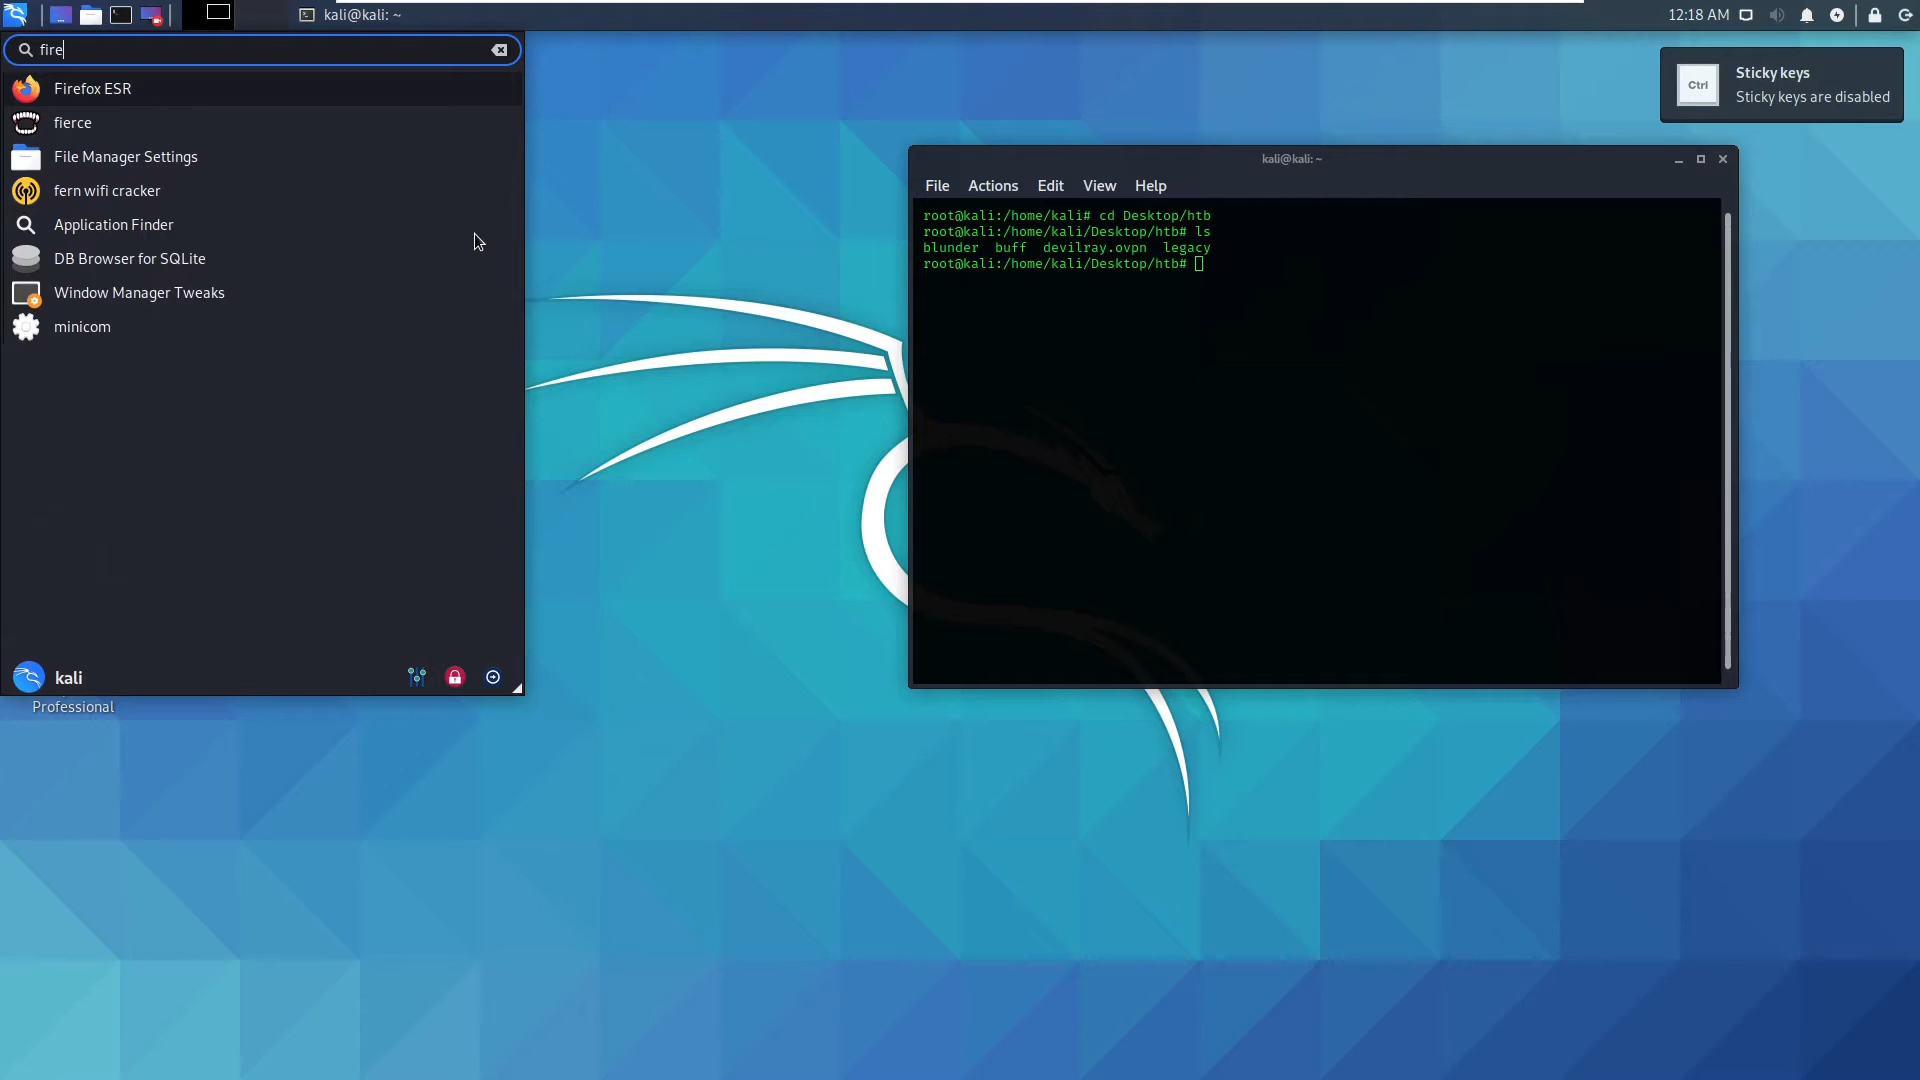 kali@kali: ~
12:18 AM
fire
Firefox ESR
fierce
File Manager Settings
fern wifi cracker
Application Finder
DB Browser for SQLite
Window Manager Tweaks
minicom
kali
Professional
Ctrl
Sticky keys
Sticky keys are disabled
kali@kali: ~
File Actions Edit View Help
root@kali:/home/kali# cd Desktop/htb
root@kali:/home/kali/Desktop/htb# ls
blunder buff devilray.ovpn legacy
root@kali:/home/kali/Desktop/htb#